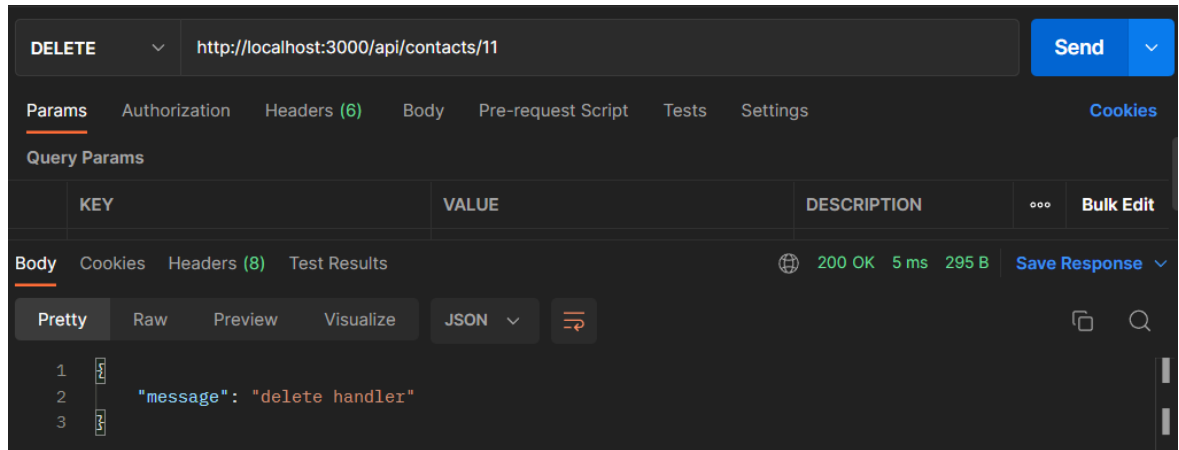 DELETE http://localhost:3000/api/contacts/11 Send
Params Authorization Headers (6) Body Pre-request Script Tests Settings Cookies
Query Params
KEY VALUE DESCRIPTION ooo Bulk Edit
Body Cookies Headers (8) Test Results 200 OK 5 ms 295 B Save Response
Pretty Raw Preview Visualize JSON
1 {
2 "message": "delete handler"
3 }